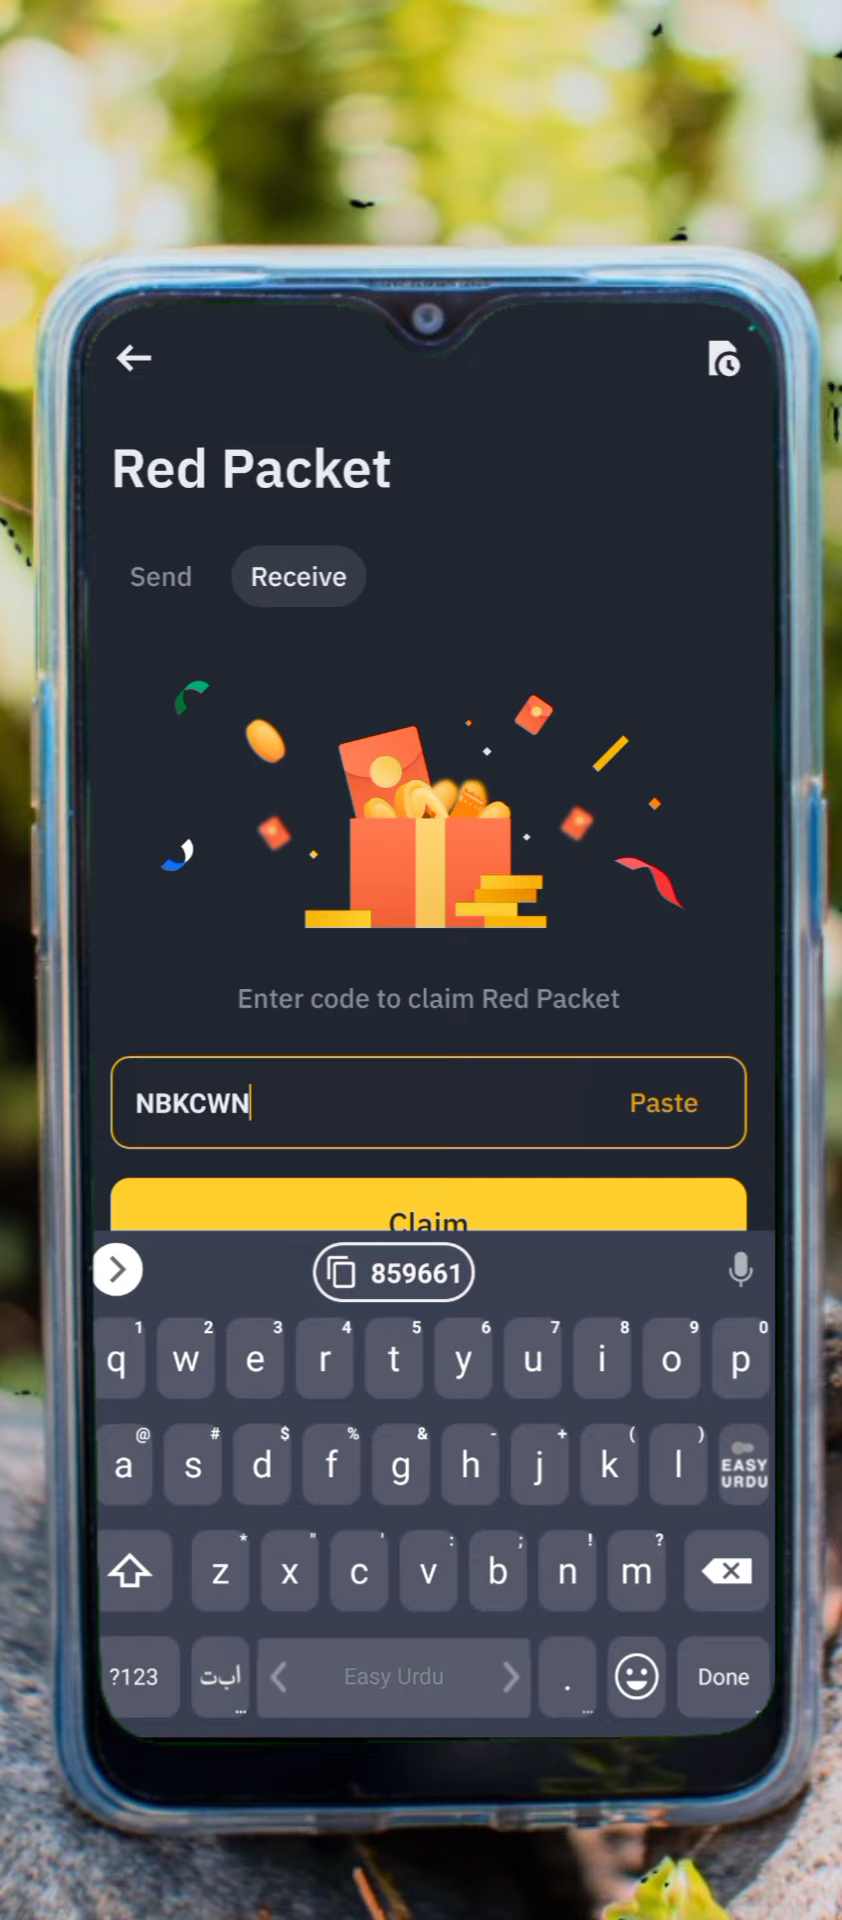 Red Packet
Send Receive
Enter code to claim Red Packet
NBKCWN Paste
Claim
859661
1 2 3 4 5 6 7 8 9 0
q w e r t y u i o p
@ # $ % & - + ( )
a s d f g h j k l EASY URDU
* " ' : ; ! ?
z x c v b n m
?123 اب‌ت Easy Urdu . Done